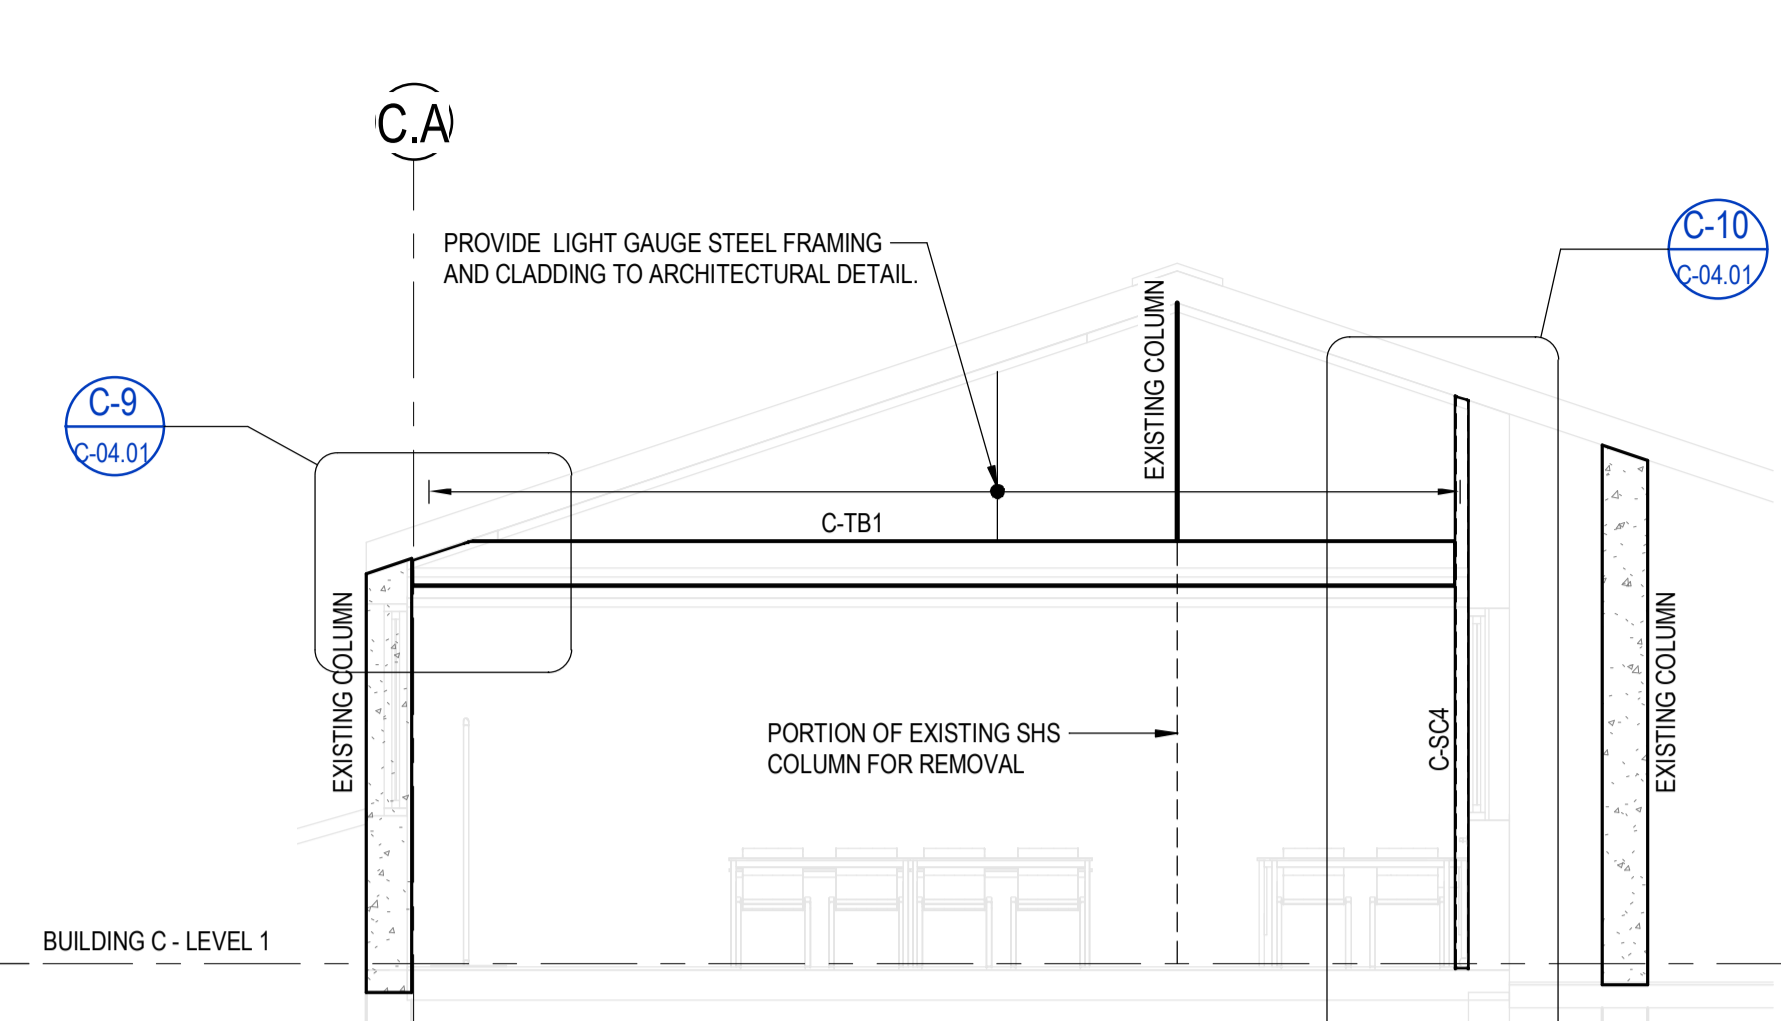 C.A
PROVIDE LIGHT GAUGE STEEL FRAMING
AND CLADDING TO ARCHITECTURAL DETAIL.
C-10
C-04.01
EXISTING COLUMN
C-9
C-04.01
C-TB1
EXISTING COLUMN
PORTION OF EXISTING SHS
COLUMN FOR REMOVAL
C-SC4
EXISTING COLUMN
BUILDING C - LEVEL 1